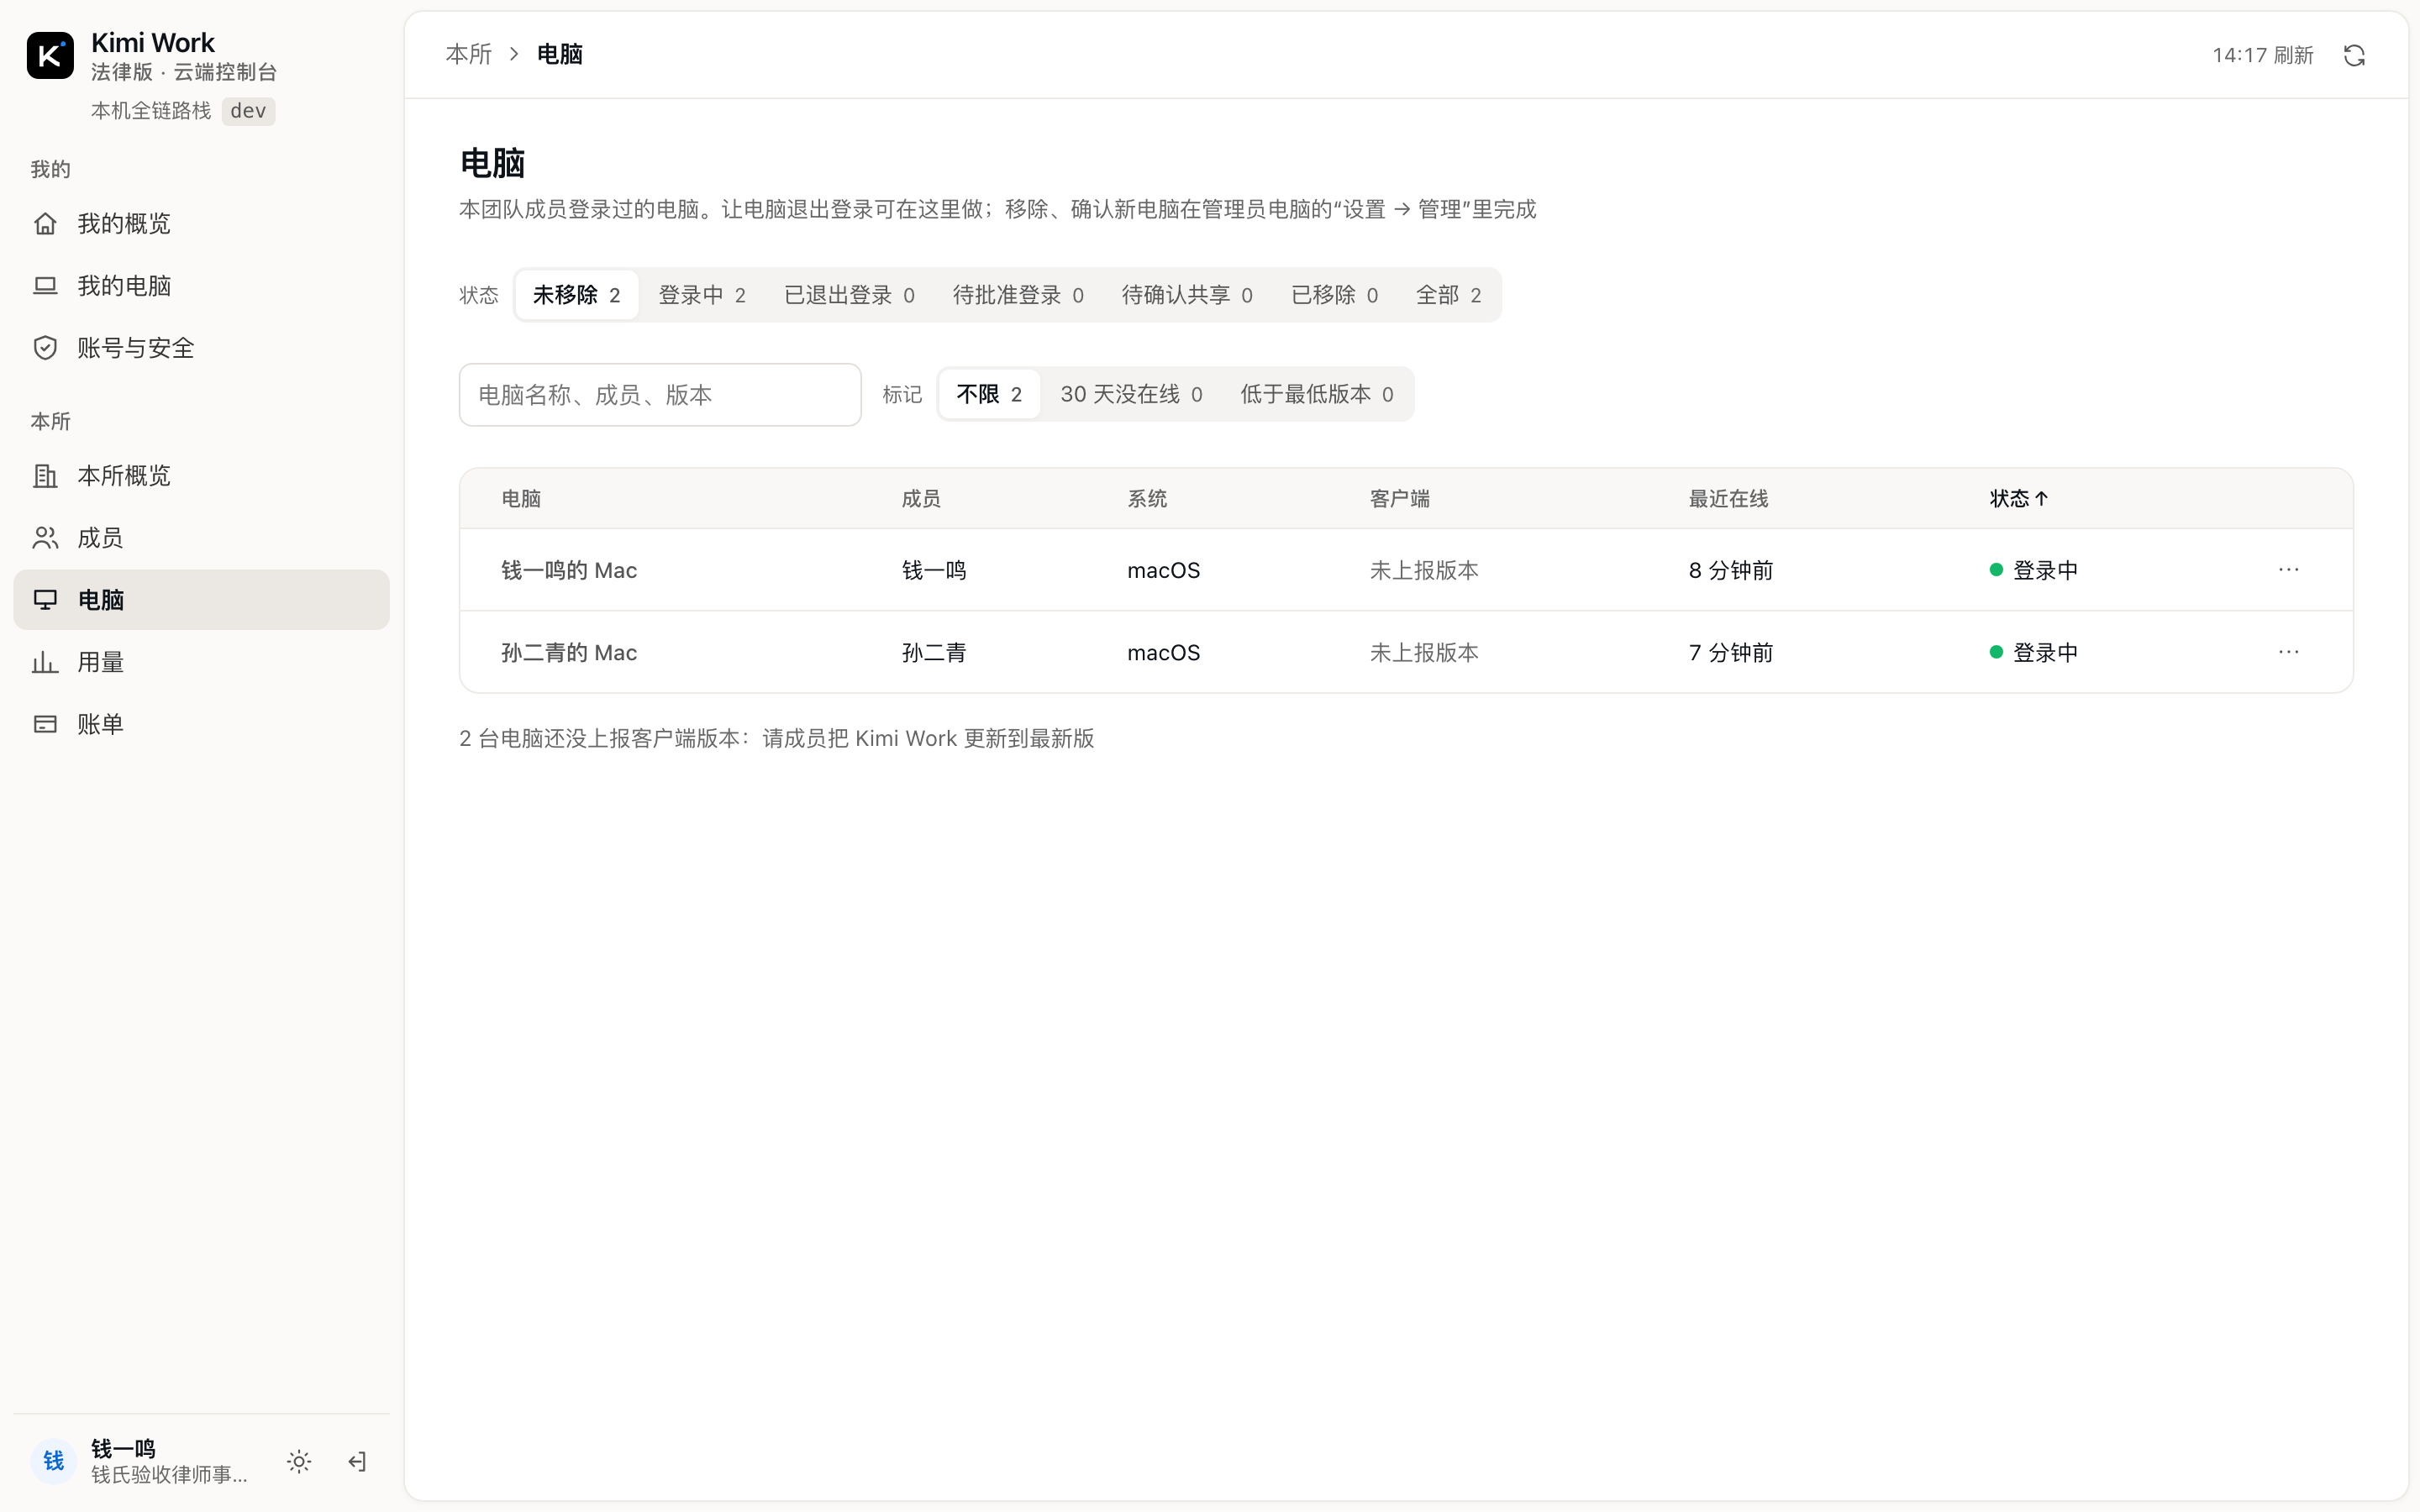 Kimi Work
法律版 · 云端控制台
本机全链路栈 dev
我的
我的概览
我的电脑
账号与安全
本所
本所概览
成员
电脑
用量
账单
钱
钱一鸣
钱氏验收律师事...
本所 > 电脑
14:17 刷新
电脑
本团队成员登录过的电脑。让电脑退出登录可在这里做；移除、确认新电脑在管理员电脑的“设置 → 管理”里完成
状态 未移除 2 登录中 2 已退出登录 0 待批准登录 0 待确认共享 0 已移除 0 全部 2
电脑名称、成员、版本 标记 不限 2 30 天没在线 0 低于最低版本 0
电脑 成员 系统 客户端 最近在线 状态 ↑
钱一鸣的 Mac 钱一鸣 macOS 未上报版本 8 分钟前 登录中 ...
孙二青的 Mac 孙二青 macOS 未上报版本 7 分钟前 登录中 ...
2 台电脑还没上报客户端版本：请成员把 Kimi Work 更新到最新版